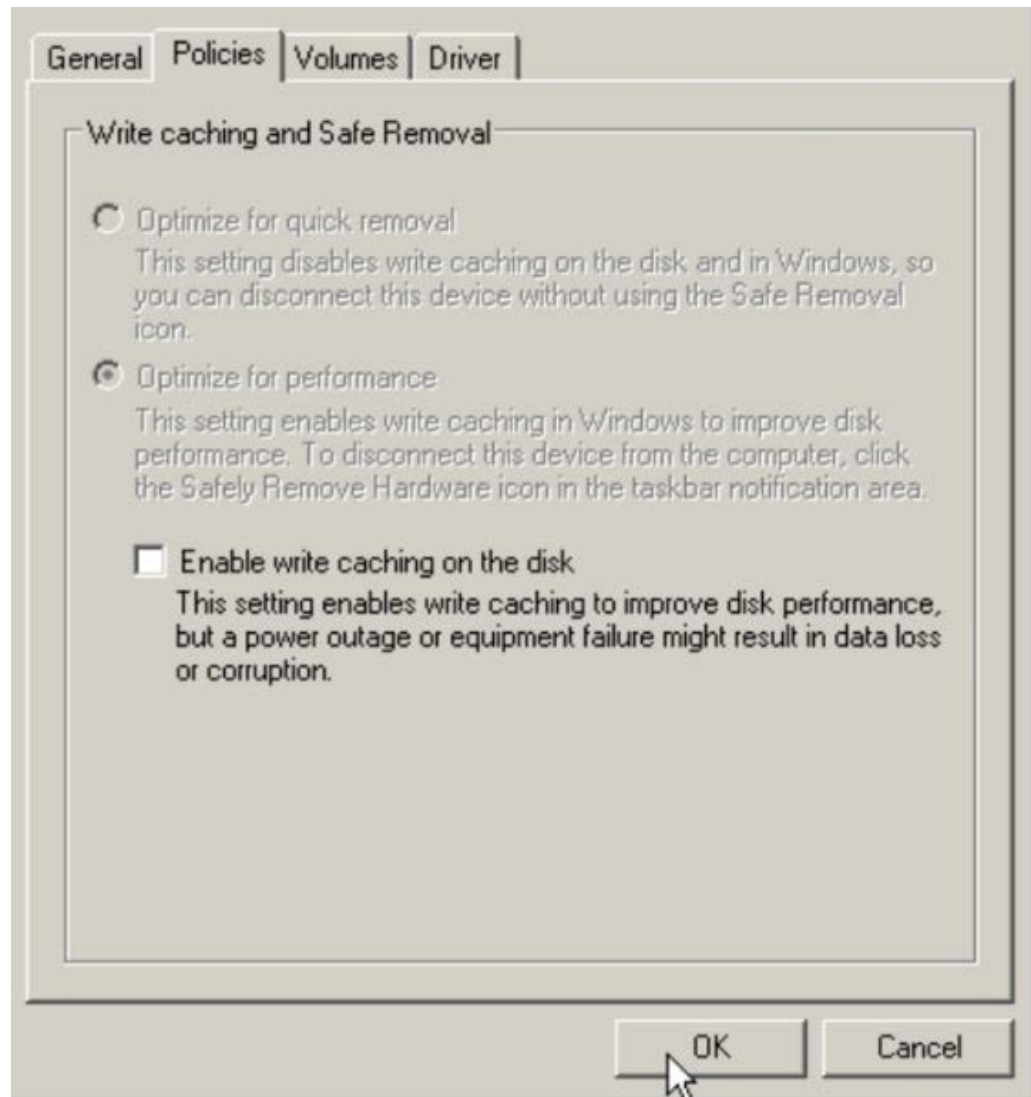 General Policies Volumes Driver
Write caching and Safe Removal
Optimize for quick removal
This setting disables write caching on the disk and in Windows, so
you can disconnect this device without using the Safe Removal
icon.
Optimize for performance
This setting enables write caching in Windows to improve disk
performance. To disconnect this device from the computer, click
the Safely Remove Hardware icon in the taskbar notification area.
Enable write caching on the disk
This setting enables write caching to improve disk performance,
but a power outage or equipment failure might result in data loss
or corruption.
OK Cancel